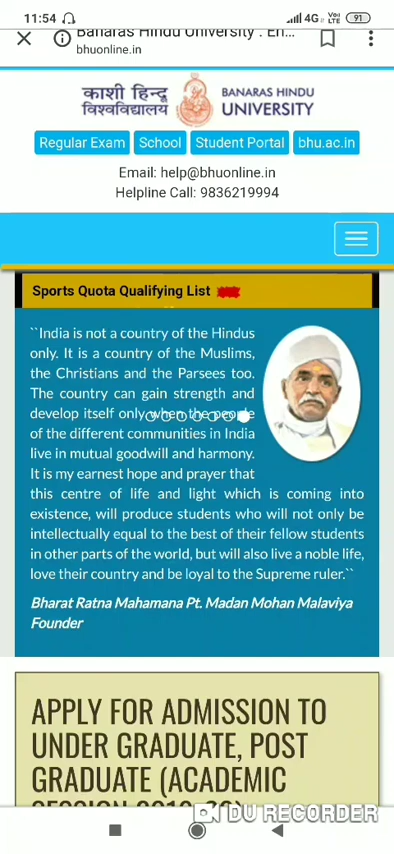 11:54
4G Vo LTE 91
Banaras Hindu University : En...
bhuonline.in
काशी हिन्दू
विश्वविद्यालय
BANARAS HINDU
UNIVERSITY
Regular Exam School Student Portal bhu.ac.in
Email: help@bhuonline.in
Helpline Call: 9836219994
Sports Quota Qualifying List
``India is not a country of the Hindus
only. It is a country of the Muslims,
the Christians and the Parsees too.
The country can gain strength and
develop itself only when the people
of the different communities in India
live in mutual goodwill and harmony.
It is my earnest hope and prayer that
this centre of life and light which is coming into
existence, will produce students who will not only be
intellectually equal to the best of their fellow students
in other parts of the world, but will also live a noble life,
love their country and be loyal to the Supreme ruler.``
Bharat Ratna Mahamana Pt. Madan Mohan Malaviya
Founder
APPLY FOR ADMISSION TO
UNDER GRADUATE, POST
GRADUATE (ACADEMIC
DU RECORDER